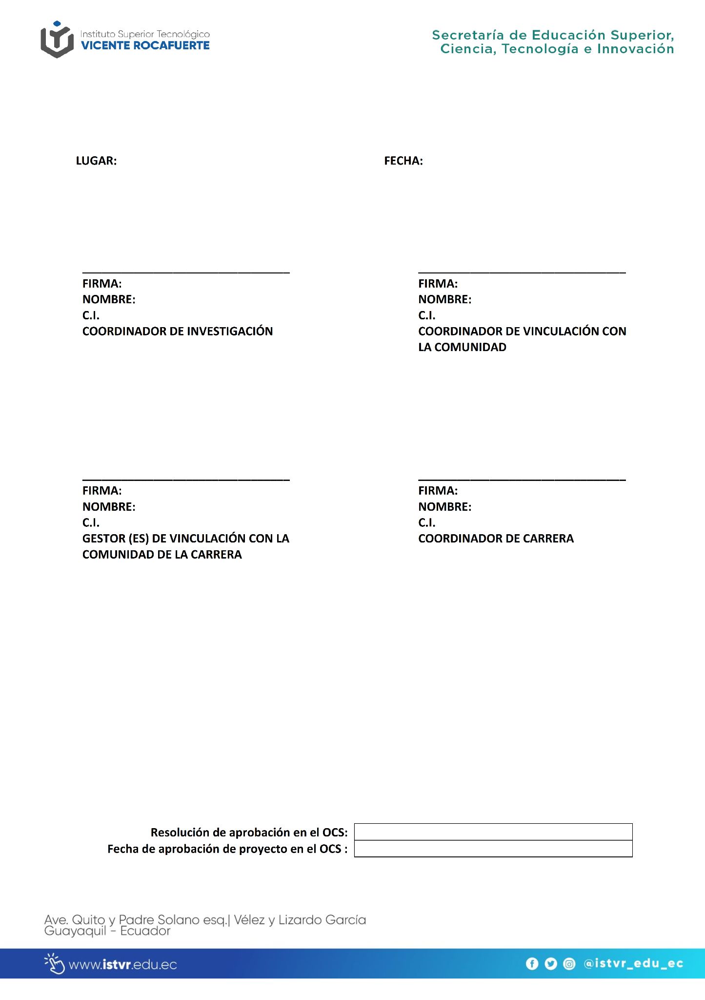 Instituto Superior Tecnológico
VICENTE ROCAFUERTE
Secretaría de Educación Superior,
Ciencia, Tecnología e Innovación
LUGAR:
FECHA:
FIRMA:
NOMBRE:
C.I.
COORDINADOR DE INVESTIGACIÓN
FIRMA:
NOMBRE:
C.I.
COORDINADOR DE VINCULACIÓN CON
LA COMUNIDAD
FIRMA:
NOMBRE:
C.I.
GESTOR (ES) DE VINCULACIÓN CON LA
COMUNIDAD DE LA CARRERA
FIRMA:
NOMBRE:
C.I.
COORDINADOR DE CARRERA
Resolución de aprobación en el OCS:
Fecha de aprobación de proyecto en el OCS :
Ave. Quito y Padre Solano esq.| Vélez y Lizardo García
Guayaquil - Ecuador
www.istvr.edu.ec
@istvr_edu_ec